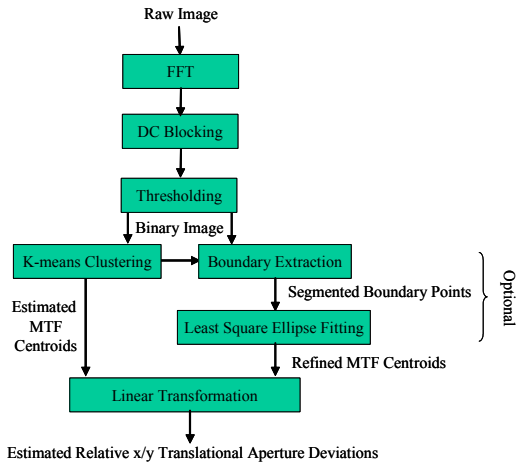 Raw Image
FFT
DC Blocking
Thresholding
Binary Image
K-means Clustering
Boundary Extraction
Segmented Boundary Points
Optional
Estimated
MTF
Centroids
Least Square Ellipse Fitting
Refined MTF Centroids
Linear Transformation
Estimated Relative x/y Translational Aperture Deviations